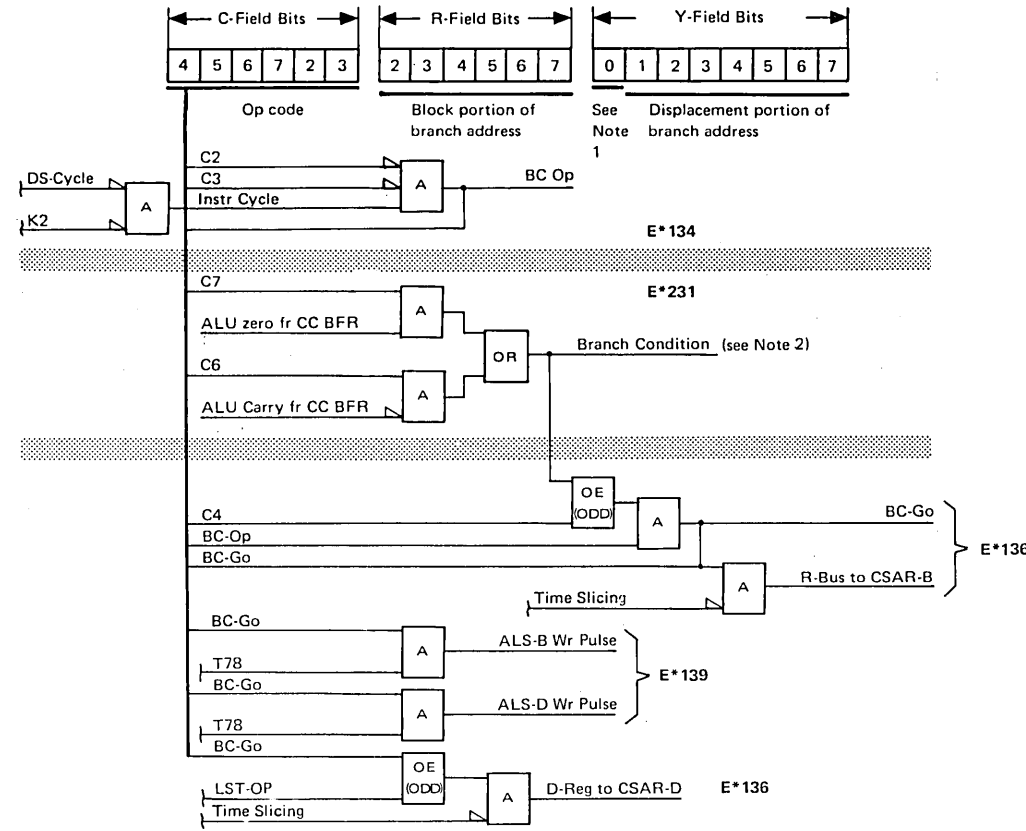 C-Field Bits R-Field Bits Y-Field Bits
4 5 6 7 2 3 2 3 4 5 6 7 0 1 2 3 4 5 6 7
Op code
Block portion of
branch address
See
Note
1
Displacement portion of
branch address
DS-Cycle
K2
A
C2
C3
Instr Cycle
A
BC Op
E*134
E*231
C7
ALU zero fr CC BFR
A
C6
ALU Carry fr CC BFR
A
OR
Branch Condition (see Note 2)
C4
OE
(ODD)
BC-Op
A
BC-Go
BC-Go
E*136
Time Slicing
A
R-Bus to CSAR-B
BC-Go
T78
A
ALS-B Wr Pulse
E*139
BC-Go
T78
A
ALS-D Wr Pulse
BC-Go
LST-OP
OE
(ODD)
Time Slicing
A
D-Reg to CSAR-D
E*136